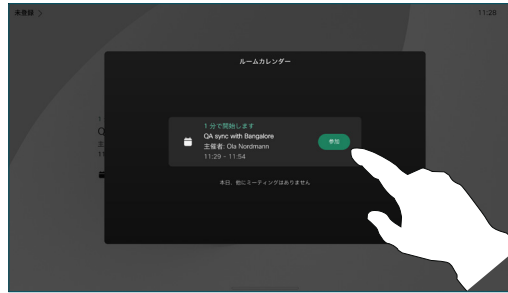 未登録 >
11:28
ルームカレンダー
1 分で開始します
QA sync with Bangalore
主催者: Ola Nordmann
11:29 - 11:54
参加
本日、他にミーティングはありません